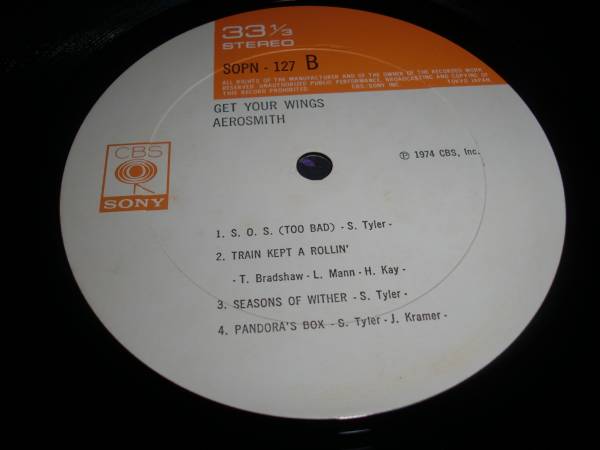 33 1/3
STEREO
SOPN - 127 B
ALL RIGHTS OF THE MANUFACTURER AND OF THE OWNER OF THE RECORDED WORK
RESERVED. UNAUTHORIZED PUBLIC PERFORMANCE, BROADCASTING AND COPYING OF
THIS RECORD PROHIBITED. CBS/SONY INC. TOKYO JAPAN.
GET YOUR WINGS
AEROSMITH
CBS
SONY
℗ 1974 CBS, Inc.
1. S. O. S. (TOO BAD) - S. Tyler -
2. TRAIN KEPT A ROLLIN'
- T. Bradshaw - L. Mann - H. Kay -
3. SEASONS OF WITHER - S. Tyler -
4. PANDORA'S BOX - S. Tyler - J. Kramer -